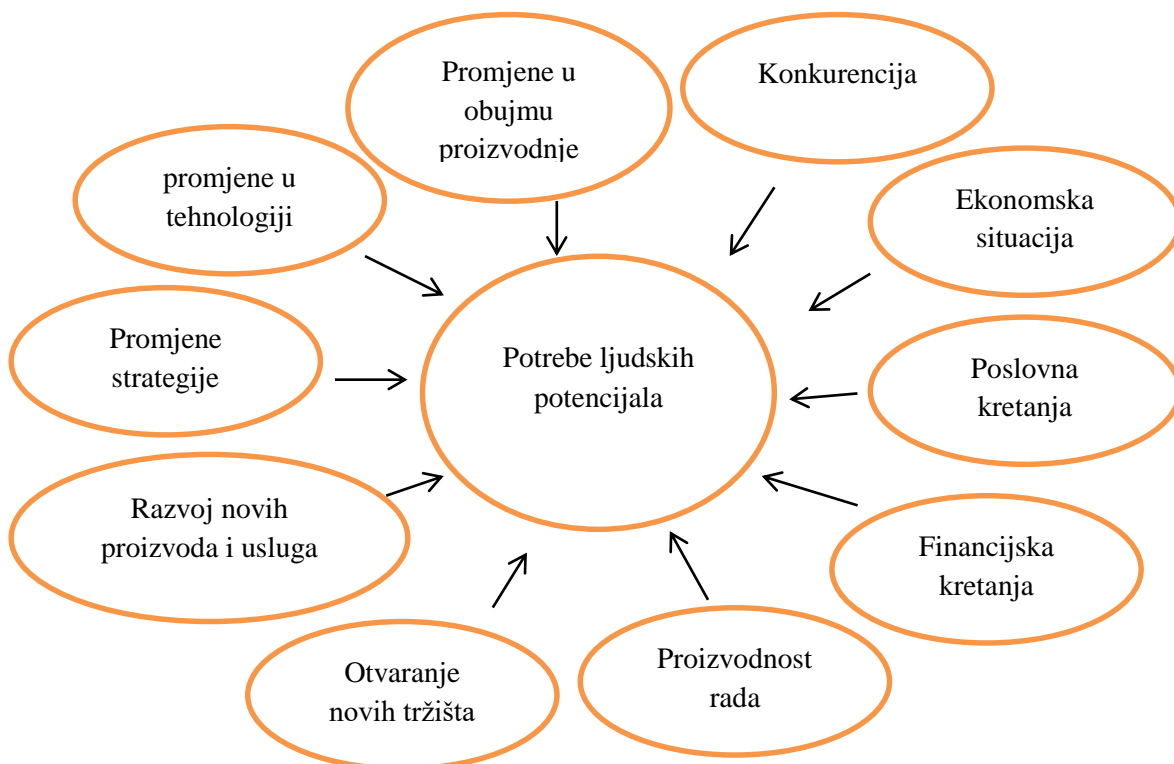 Promjene u
obujmu
proizvodnje
Konkurencija
promjene u
tehnologiji
Ekonomska
situacija
Promjene
strategije
Potrebe ljudskih
potencijala
Poslovna
kretanja
Razvoj novih
proizvoda i usluga
Financijska
kretanja
Otvaranje
novih tržišta
Proizvodnost
rada